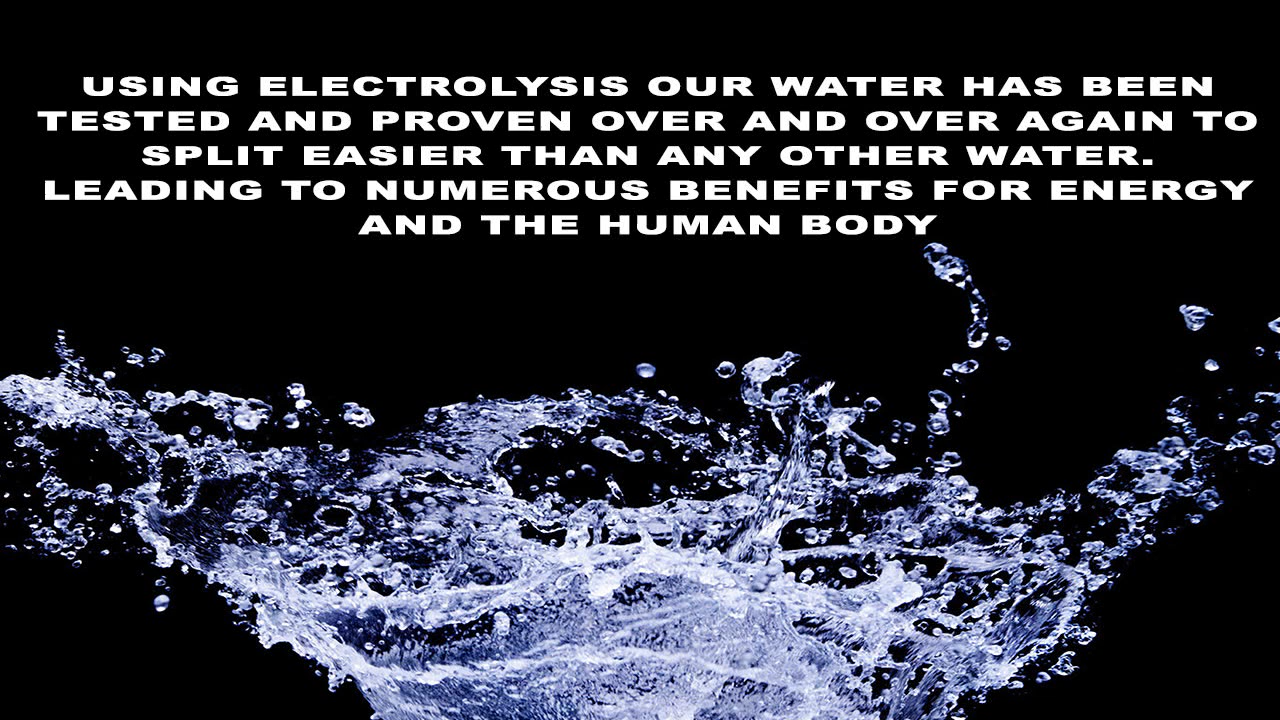 USING ELECTROLYSIS OUR WATER HAS BEEN
TESTED AND PROVEN OVER AND OVER AGAIN TO
SPLIT EASIER THAN ANY OTHER WATER.
LEADING TO NUMEROUS BENEFITS FOR ENERGY
AND THE HUMAN BODY